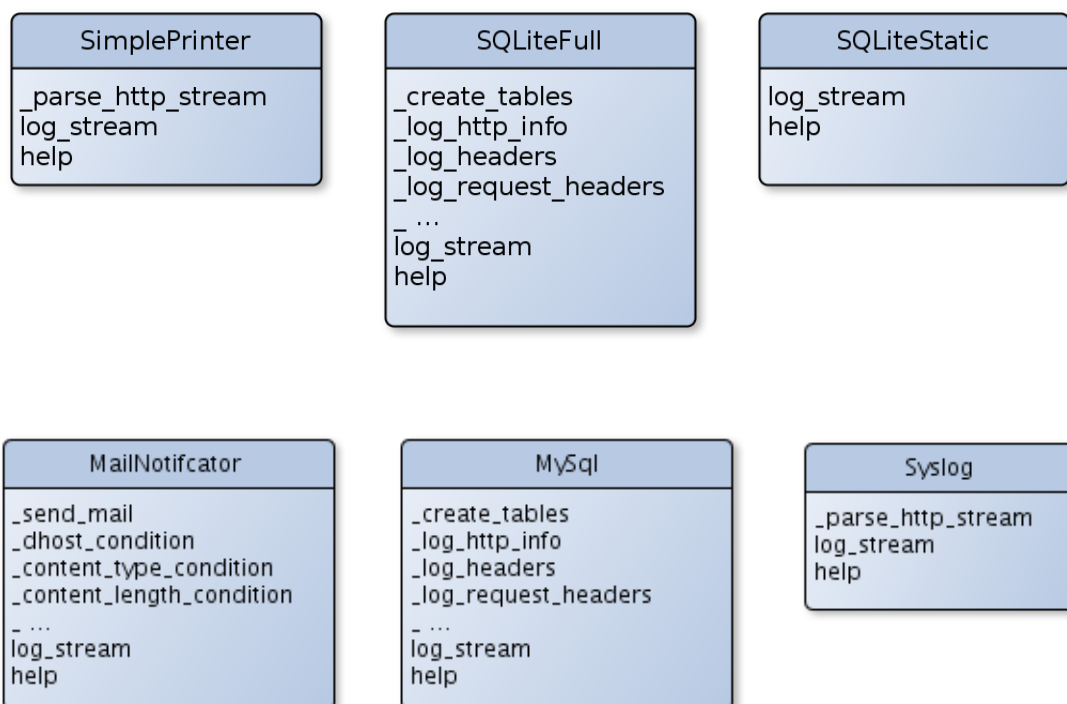 SimplePrinter
_parse_http_stream
log_stream
help
SQLiteFull
_create_tables
_log_http_info
_log_headers
_log_request_headers
_ ...
log_stream
help
SQLiteStatic
log_stream
help
MailNotifcator
_send_mail
_dhost_condition
_content_type_condition
_content_length_condition
_ ...
log_stream
help
MySql
_create_tables
_log_http_info
_log_headers
_log_request_headers
_ ...
log_stream
help
Syslog
_parse_http_stream
log_stream
help